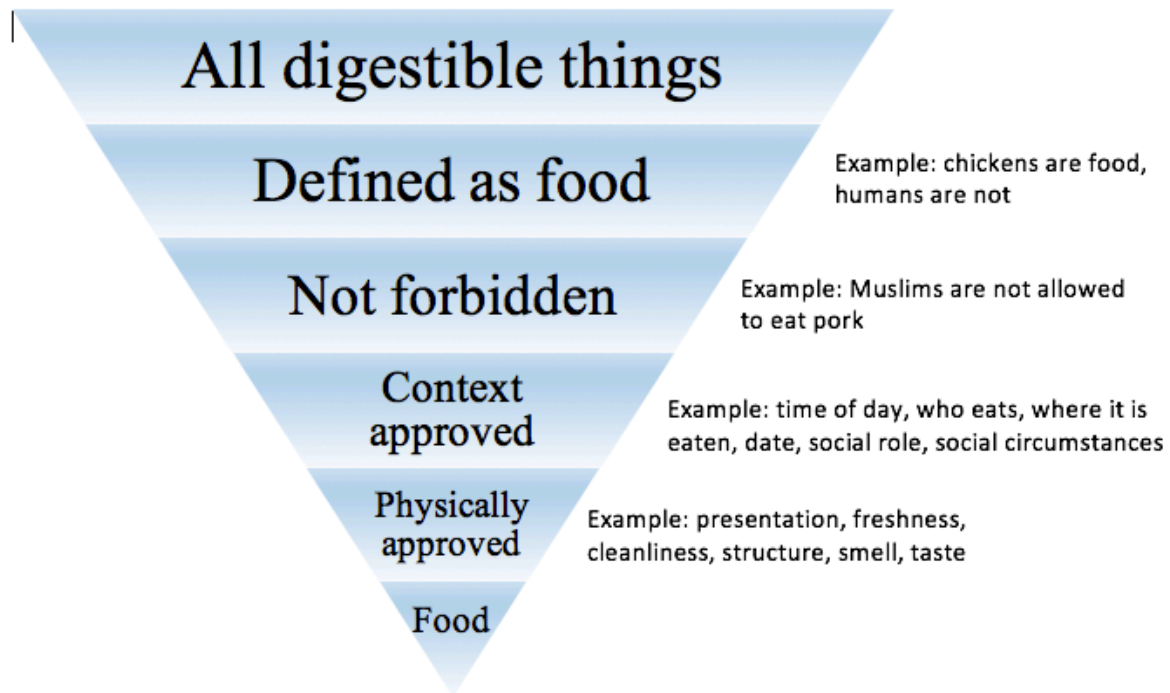 All digestible things
Defined as food
Example: chickens are food,
humans are not
Not forbidden
Example: Muslims are not allowed
to eat pork
Context
approved
Example: time of day, who eats, where it is
eaten, date, social role, social circumstances
Physically
approved
Example: presentation, freshness,
cleanliness, structure, smell, taste
Food